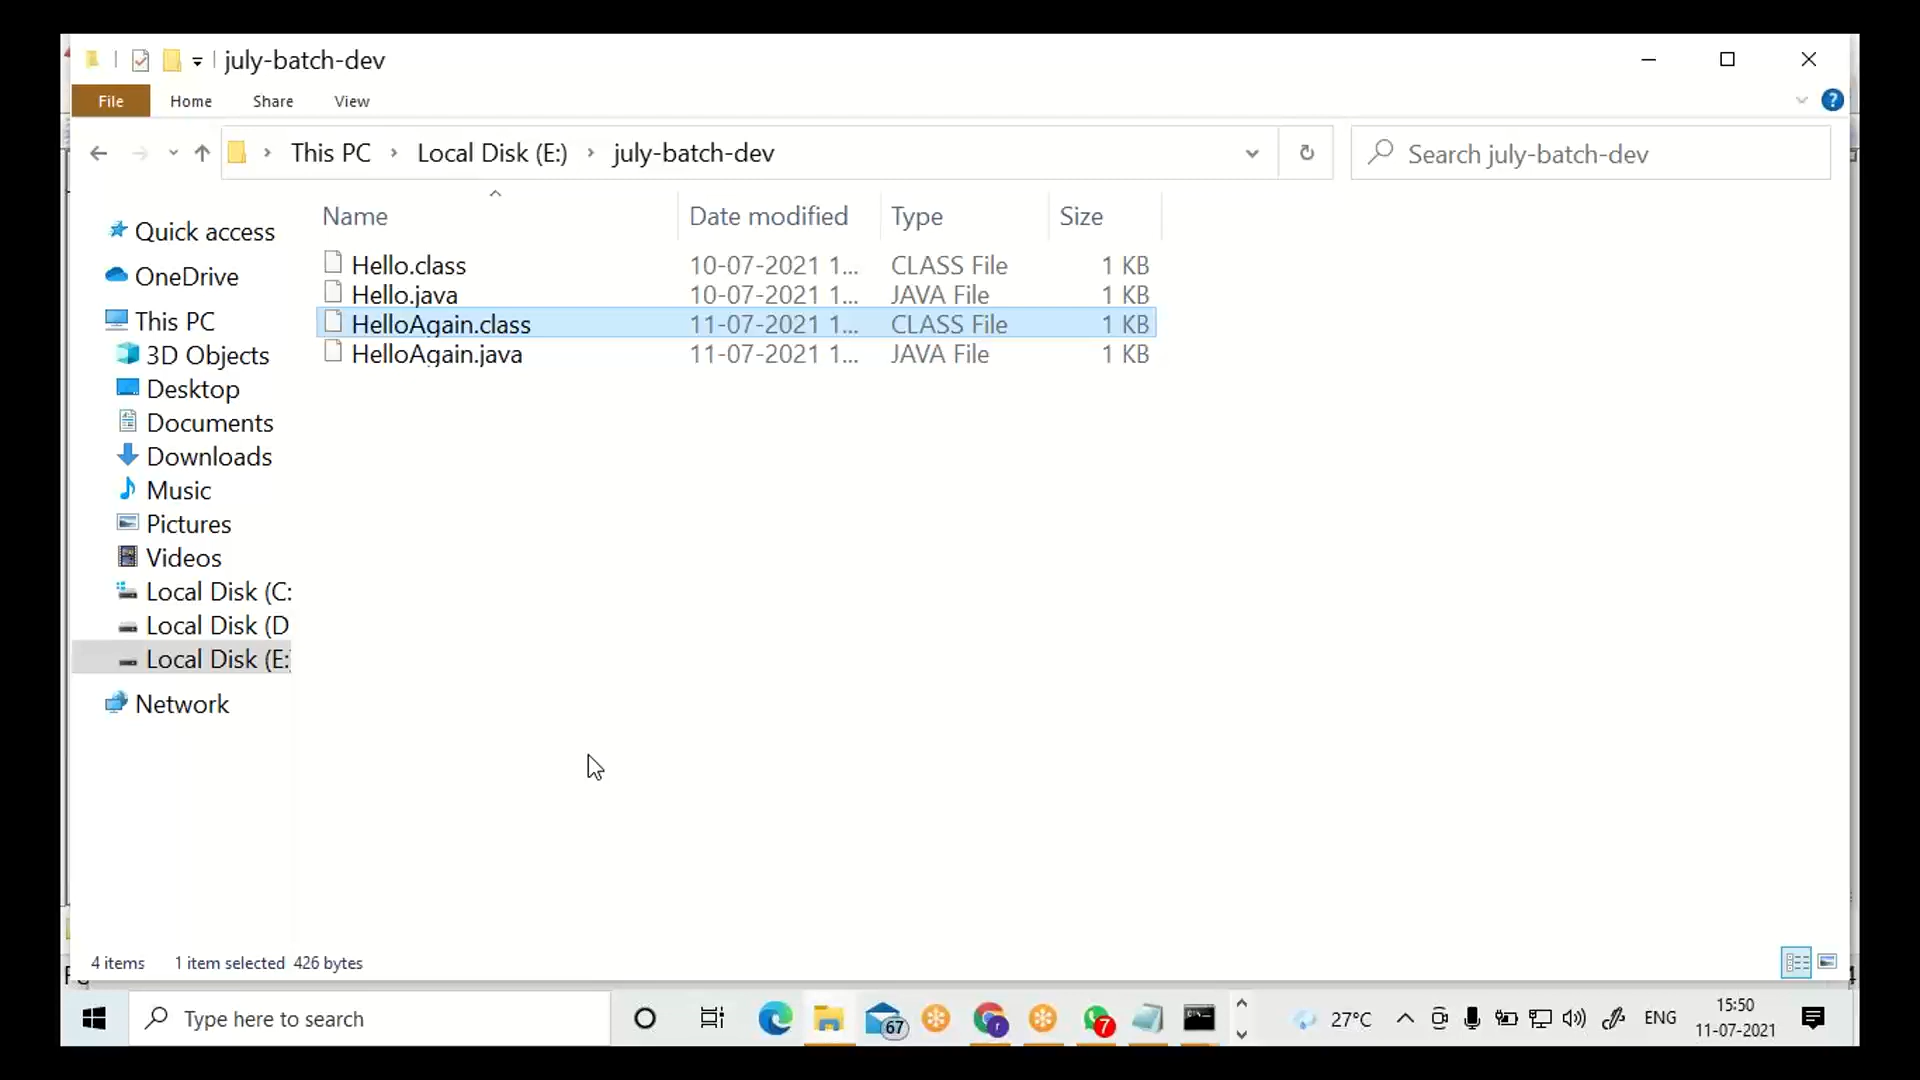 july-batch-dev
File Home Share View
This PC Local Disk (E:) july-batch-dev
Search july-batch-dev
Name Date modified Type Size
Hello.class 10-07-2021 1... CLASS File 1 KB
Hello.java 10-07-2021 1... JAVA File 1 KB
HelloAgain.class 11-07-2021 1... CLASS File 1 KB
HelloAgain.java 11-07-2021 1... JAVA File 1 KB
Quick access
OneDrive
This PC
3D Objects
Desktop
Documents
Downloads
Music
Pictures
Videos
Local Disk (C:
Local Disk (D
Local Disk (E:
Network
4 items 1 item selected 426 bytes
Type here to search
67
r
7
27°C
ENG
15:50
11-07-2021